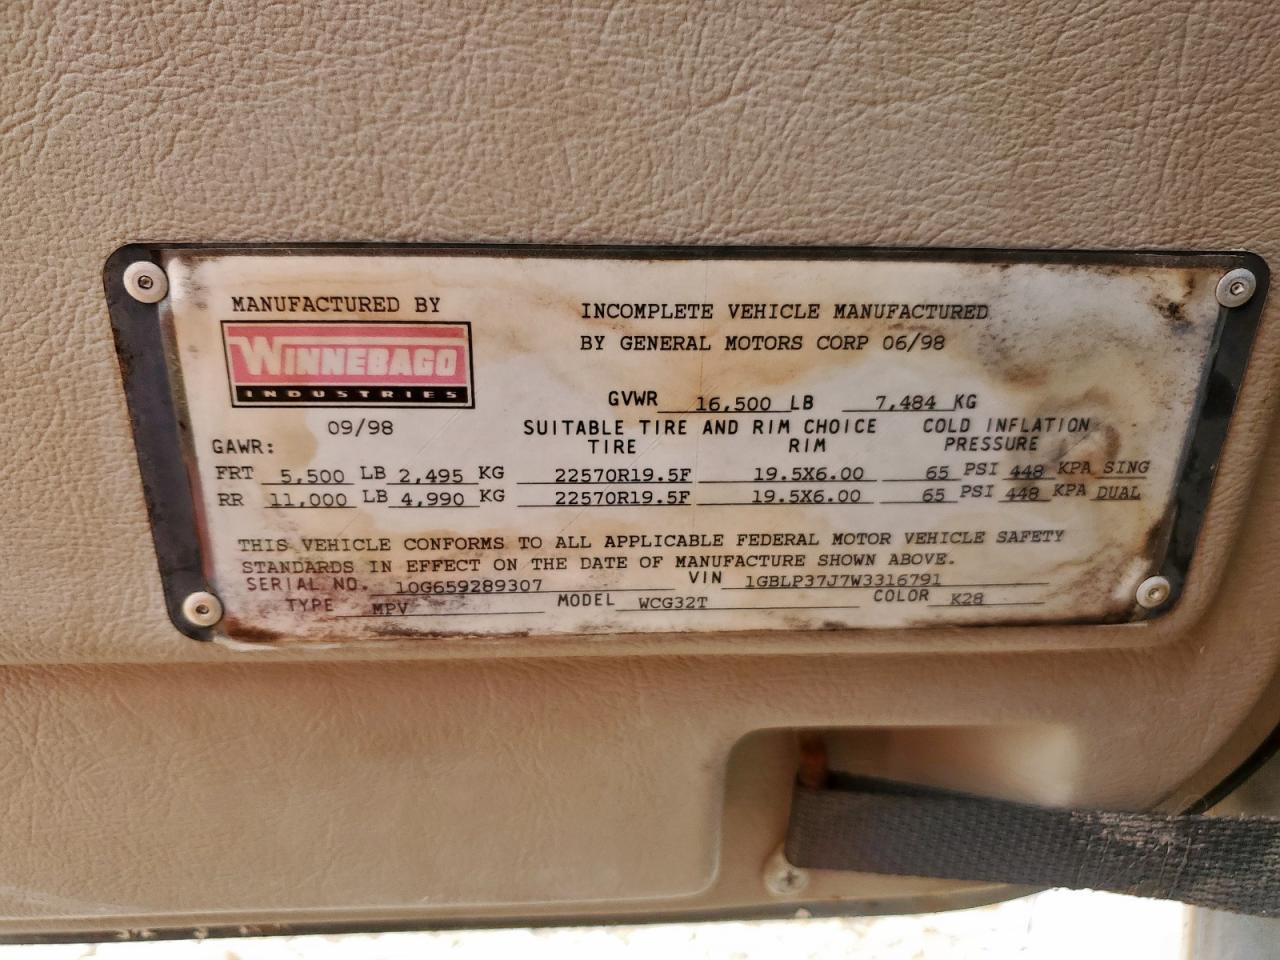 MANUFACTURED BY
WINNEBAGO
INDUSTRIES
09/98
INCOMPLETE VEHICLE MANUFACTURED
BY GENERAL MOTORS CORP 06/98
GVWR 16,500 LB 7,484 KG
SUITABLE TIRE AND RIM CHOICE COLD INFLATION
GAWR: TIRE RIM PRESSURE
FRT 5,500 LB 2,495 KG 22570R19.5F 19.5X6.00 65 PSI 448 KPA SING
RR 11,000 LB 4,990 KG 22570R19.5F 19.5X6.00 65 PSI 448 KPA DUAL
THIS VEHICLE CONFORMS TO ALL APPLICABLE FEDERAL MOTOR VEHICLE SAFETY
STANDARDS IN EFFECT ON THE DATE OF MANUFACTURE SHOWN ABOVE.
SERIAL NO. 10G659289307 VIN 1GBLP37J7W3316791
TYPE MPV MODEL WCG32T COLOR K28